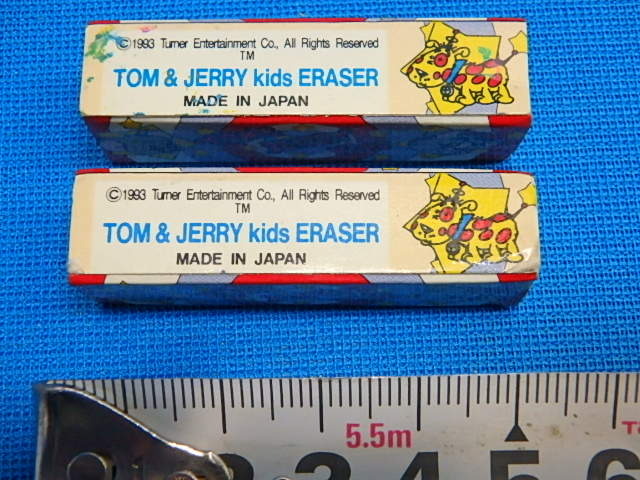 ©1993 Turner Entertainment Co., All Rights Reserved
TM
TOM & JERRY kids ERASER
MADE IN JAPAN
©1993 Turner Entertainment Co., All Rights Reserved
TM
TOM & JERRY kids ERASER
MADE IN JAPAN
5.5m
1 2 3 4 5 6